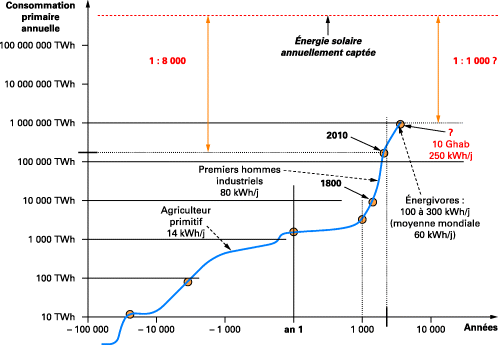 Consommation
primaire
annuelle
Énergie solaire
annuellement captée
1 : 8 000
1 : 1 000 ?
100 000 000 TWh
10 000 000 TWh
1 000 000 TWh
100 000 TWh
10 000 TWh
1 000 TWh
100 TWh
10 TWh
?
10 Ghab
250 kWh/j
2010
Premiers hommes
industriels
80 kWh/j
1800
Énergivores :
100 à 300 kWh/j
(moyenne mondiale
60 kWh/j)
Agriculteur
primitif
14 kWh/j
– 100 000
– 10 000
– 1 000
an 1
1 000
10 000
Années